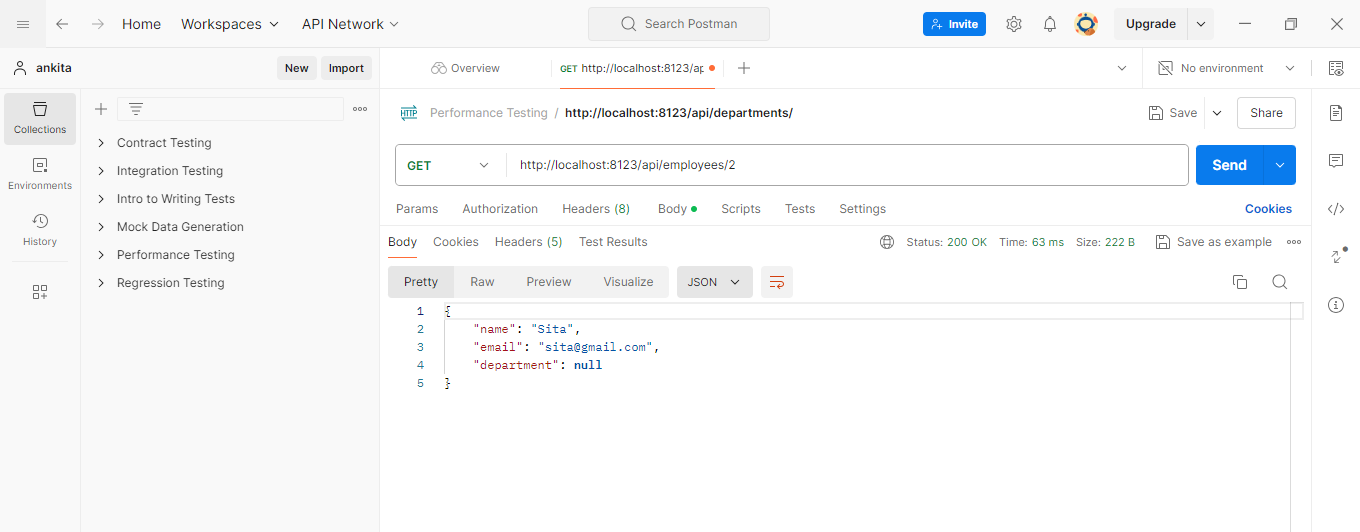 Home Workspaces API Network Search Postman Invite Upgrade
ankita New Import Overview GET http://localhost:8123/ap No environment
HTTP Performance Testing / http://localhost:8123/api/departments/ Save Share
Collections
Contract Testing
Integration Testing
Intro to Writing Tests
Mock Data Generation
Performance Testing
Regression Testing
Environments
History
GET http://localhost:8123/api/employees/2 Send
Params Authorization Headers (8) Body Scripts Tests Settings Cookies
Body Cookies Headers (5) Test Results Status: 200 OK Time: 63 ms Size: 222 B Save as example
Pretty Raw Preview Visualize JSON
1 {
2 "name": "Sita",
3 "email": "sita@gmail.com",
4 "department": null
5 }